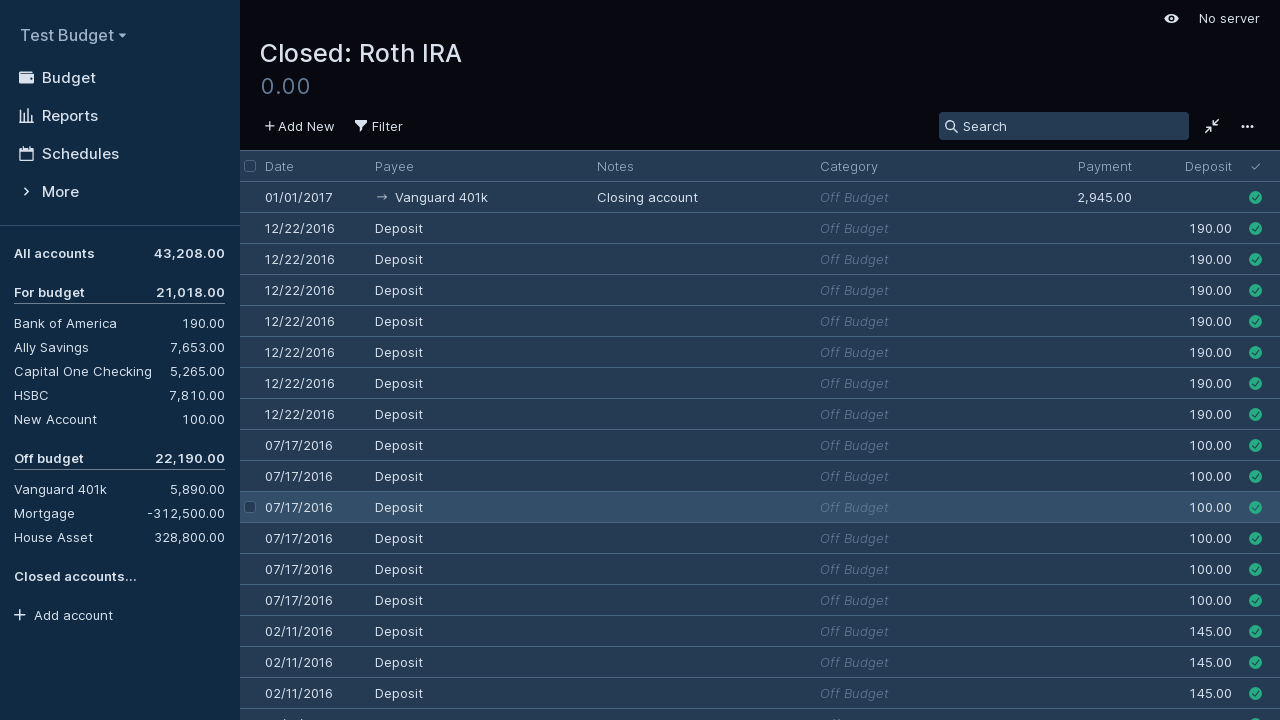 Test Budget
Budget
Reports
Schedules
More
All accounts 43,208.00
For budget 21,018.00
Bank of America 190.00
Ally Savings 7,653.00
Capital One Checking 5,265.00
HSBC 7,810.00
New Account 100.00
Off budget 22,190.00
Vanguard 401k 5,890.00
Mortgage -312,500.00
House Asset 328,800.00
Closed accounts...
Add account
No server
Closed: Roth IRA
0.00
Add New Filter Search
Date Payee Notes Category Payment Deposit
01/01/2017 Vanguard 401k Closing account Off Budget 2,945.00
12/22/2016 Deposit Off Budget 190.00
12/22/2016 Deposit Off Budget 190.00
12/22/2016 Deposit Off Budget 190.00
12/22/2016 Deposit Off Budget 190.00
12/22/2016 Deposit Off Budget 190.00
12/22/2016 Deposit Off Budget 190.00
12/22/2016 Deposit Off Budget 190.00
07/17/2016 Deposit Off Budget 100.00
07/17/2016 Deposit Off Budget 100.00
07/17/2016 Deposit Off Budget 100.00
07/17/2016 Deposit Off Budget 100.00
07/17/2016 Deposit Off Budget 100.00
07/17/2016 Deposit Off Budget 100.00
02/11/2016 Deposit Off Budget 145.00
02/11/2016 Deposit Off Budget 145.00
02/11/2016 Deposit Off Budget 145.00